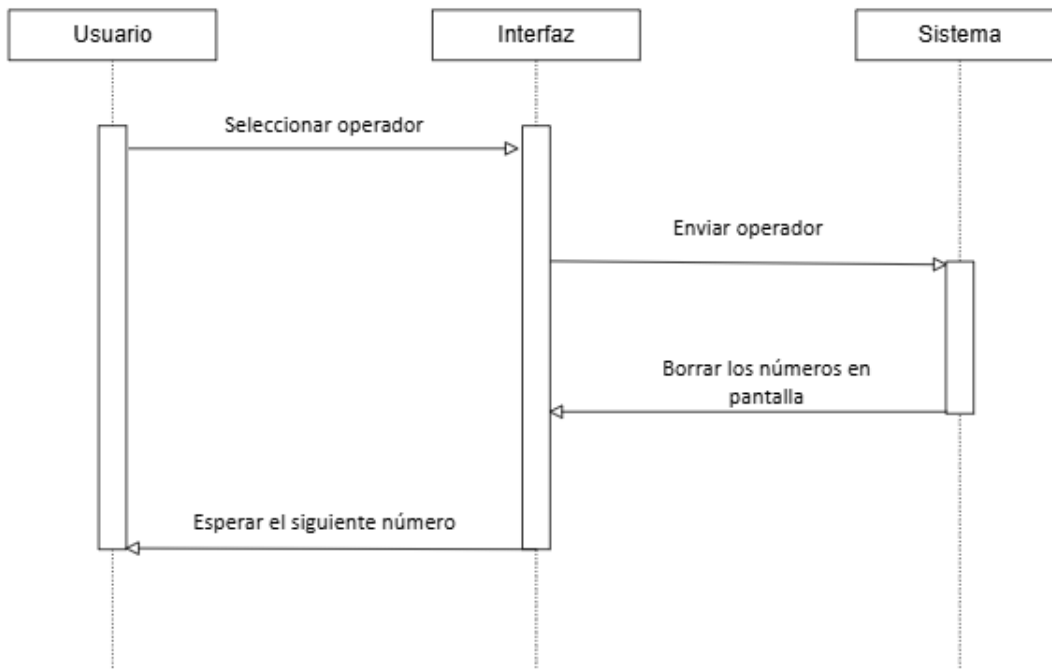 Usuario
Interfaz
Sistema
Seleccionar operador
Enviar operador
Borrar los números en
pantalla
Esperar el siguiente número